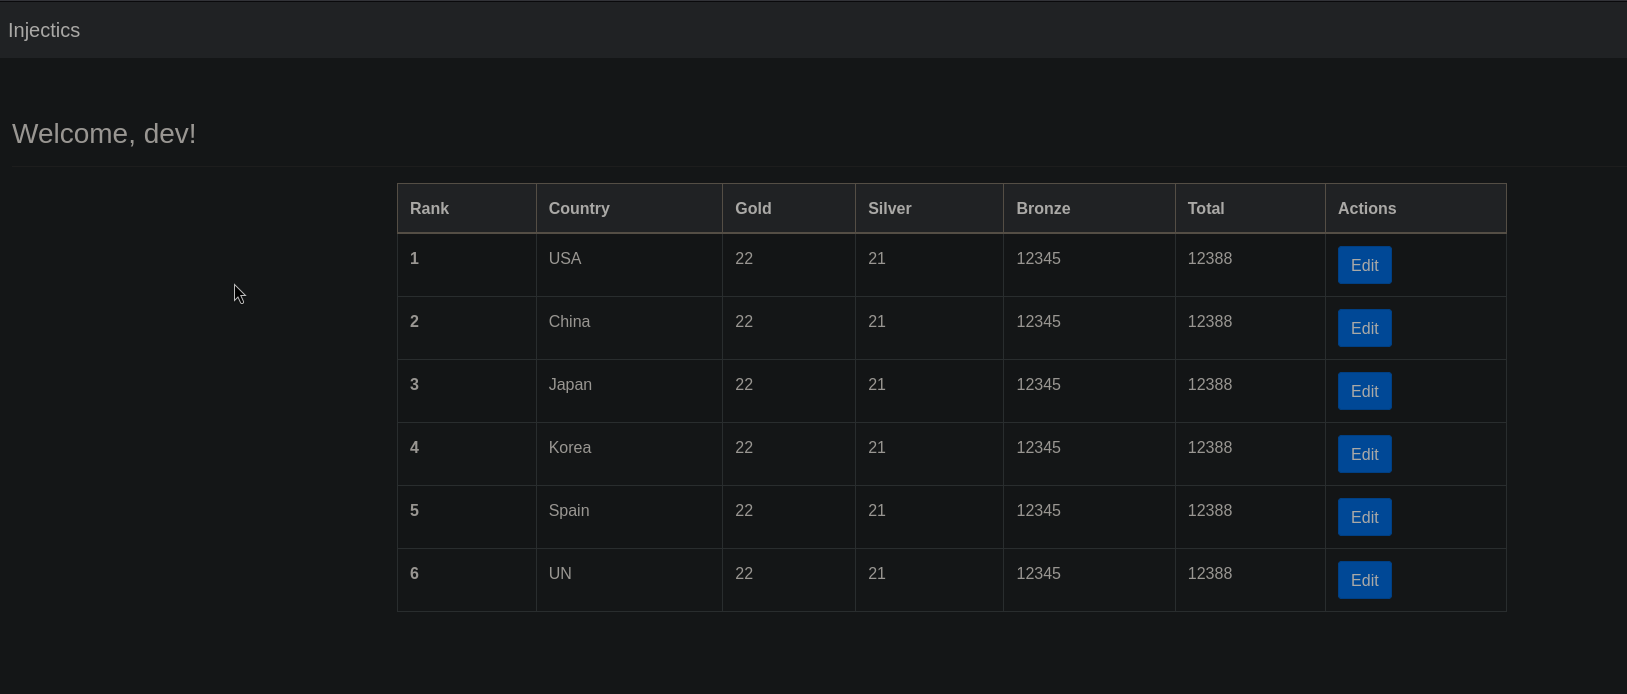 Injectics
Welcome, dev!
Rank Country Gold Silver Bronze Total Actions
1 USA 22 21 12345 12388 Edit
2 China 22 21 12345 12388 Edit
3 Japan 22 21 12345 12388 Edit
4 Korea 22 21 12345 12388 Edit
5 Spain 22 21 12345 12388 Edit
6 UN 22 21 12345 12388 Edit